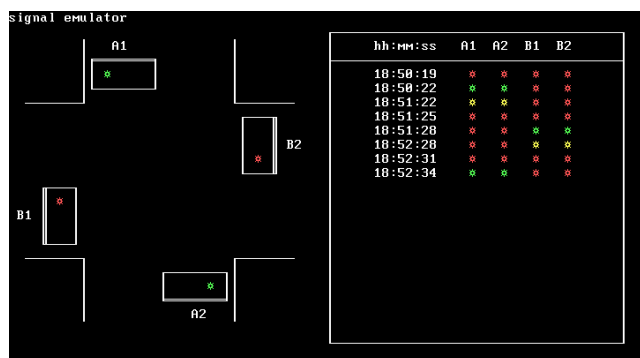 signal emulator
A1
B2
B1
A2
hh:mm:ss A1 A2 B1 B2
18:50:19
18:50:22
18:51:22
18:51:25
18:51:28
18:52:28
18:52:31
18:52:34